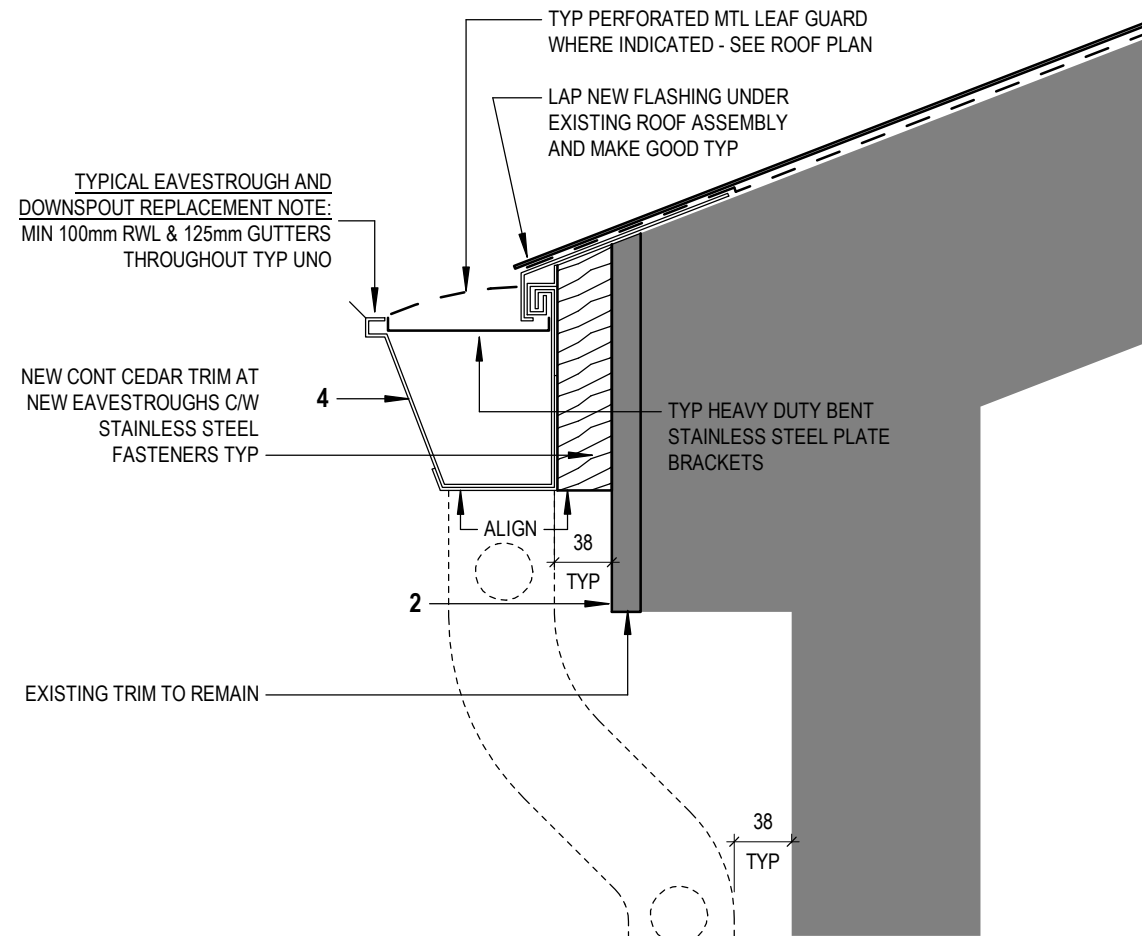 TYP PERFORATED MTL LEAF GUARD
WHERE INDICATED - SEE ROOF PLAN
LAP NEW FLASHING UNDER
EXISTING ROOF ASSEMBLY
AND MAKE GOOD TYP
TYPICAL EAVESTROUGH AND
DOWNSPOUT REPLACEMENT NOTE:
MIN 100mm RWL & 125mm GUTTERS
THROUGHOUT TYP UNO
NEW CONT CEDAR TRIM AT
NEW EAVESTROUGHS C/W
STAINLESS STEEL
FASTENERS TYP
4
TYP HEAVY DUTY BENT
STAINLESS STEEL PLATE
BRACKETS
ALIGN
38
TYP
2
EXISTING TRIM TO REMAIN
38
TYP